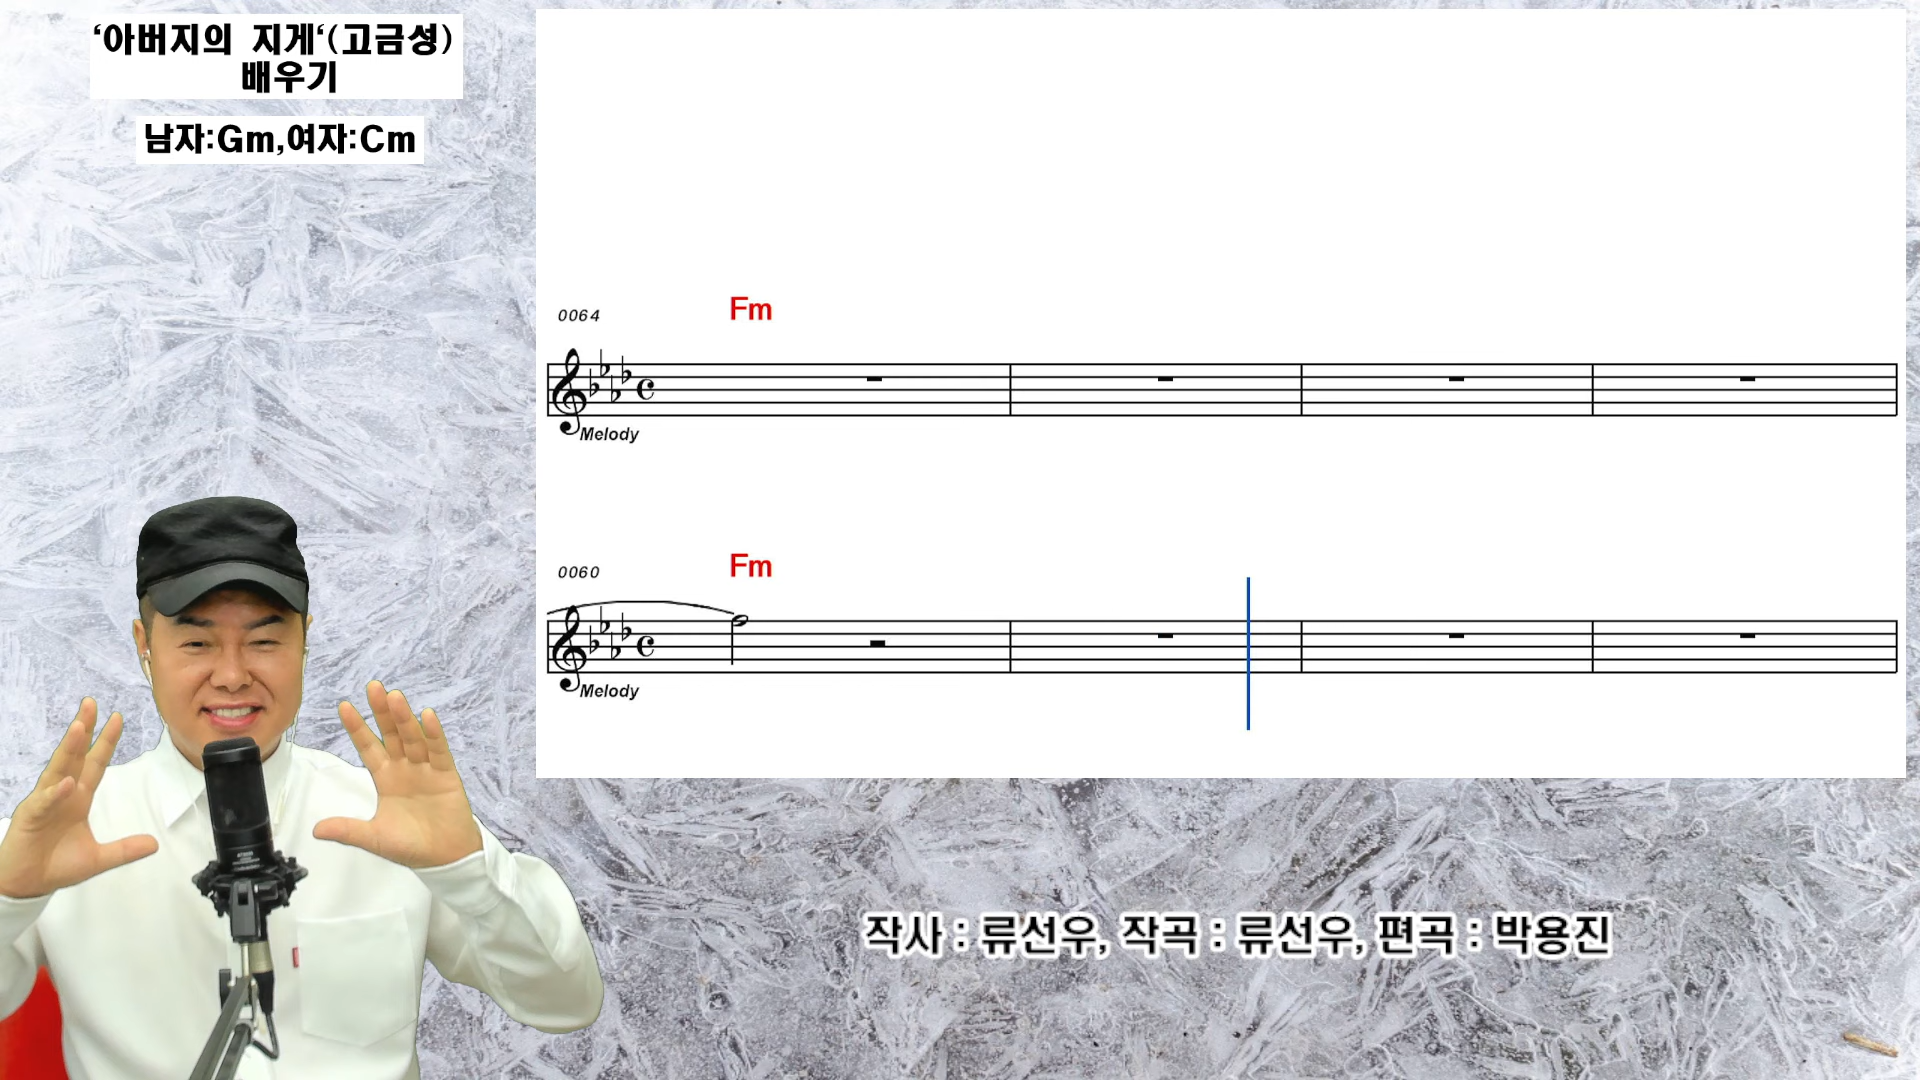 ‘아버지의 지게‘(고금성)
배우기
남자:Gm,여자:Cm
0064
Fm
Melody
0060
Fm
Melody
작사 : 류선우, 작곡 : 류선우, 편곡 : 박용진